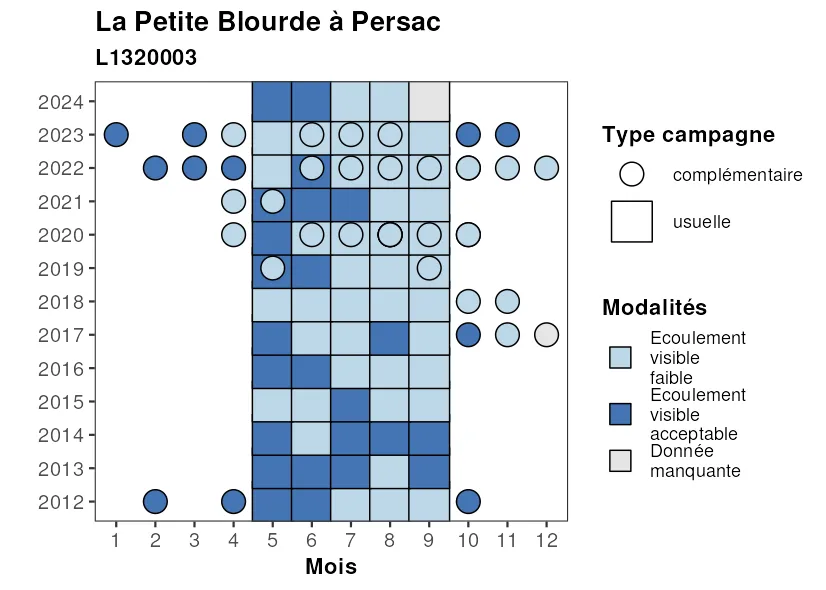 La Petite Blourde à Persac
L1320003
2024
2023
2022
2021
2020
2019
2018
2017
2016
2015
2014
2013
2012
1 2 3 4 5 6 7 8 9 10 11 12
Mois
Type campagne
complémentaire
usuelle
Modalités
Ecoulement
visible
faible
Ecoulement
visible
acceptable
Donnée
manquante